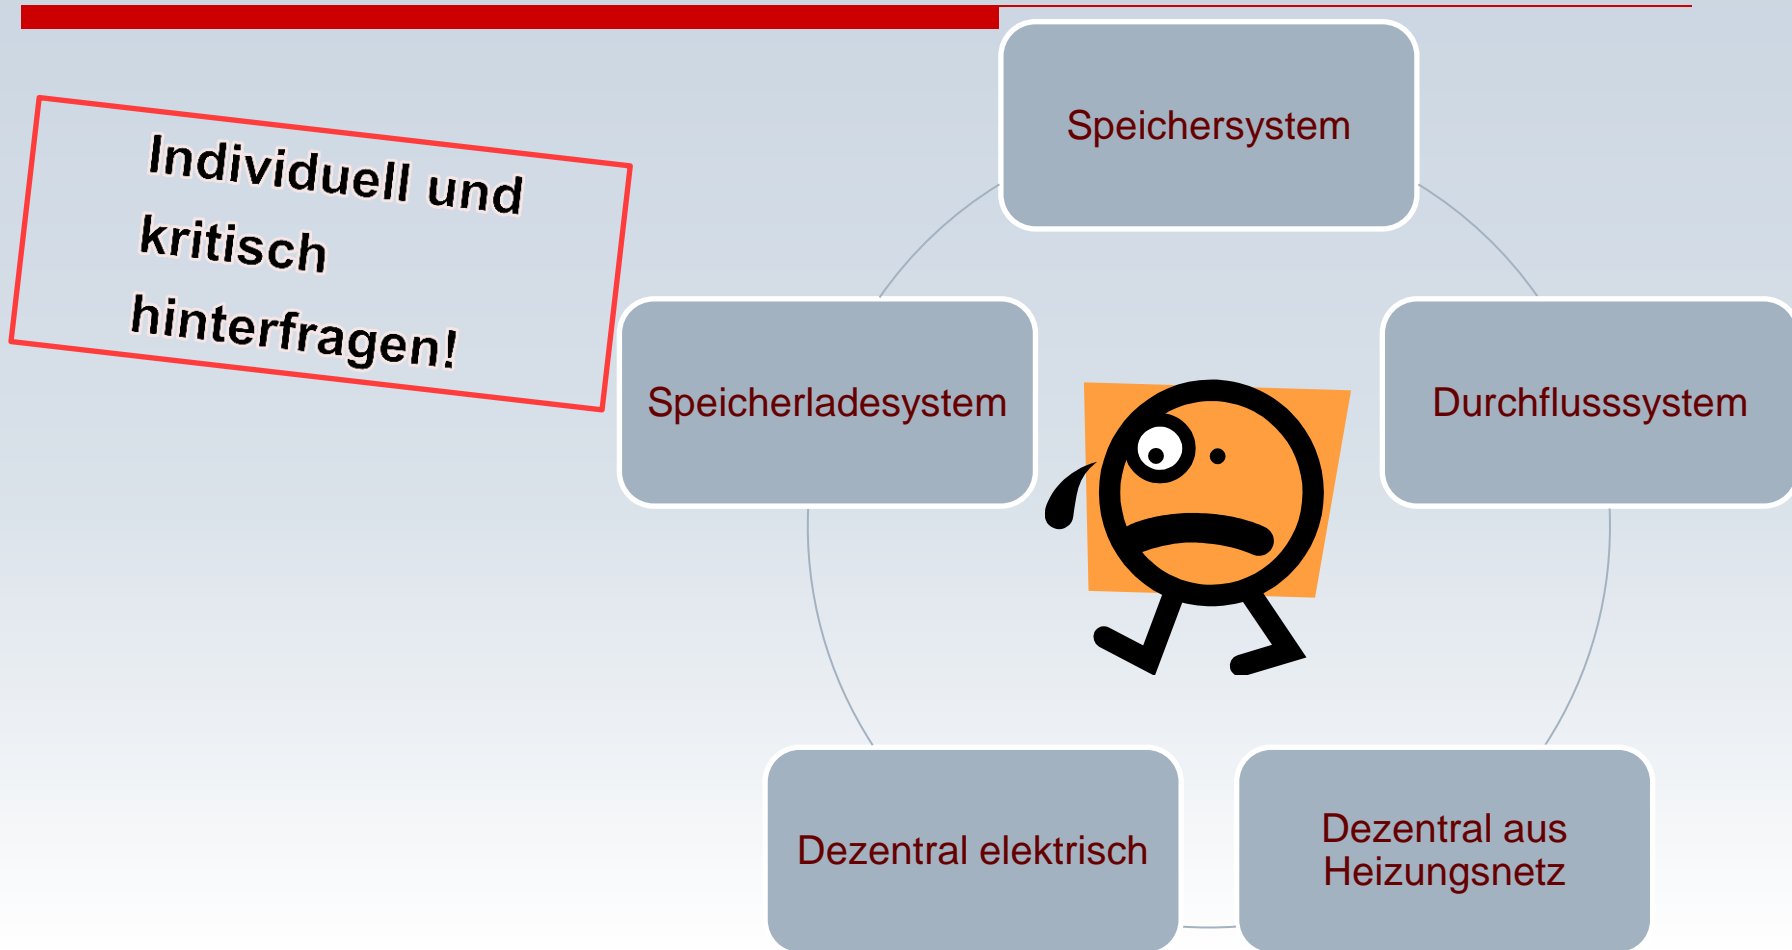 Individuell und
kritisch
hinterfragen!
Speichersystem
Durchflusssystem
Dezentral aus
Heizungsnetz
Dezentral elektrisch
Speicherladesystem